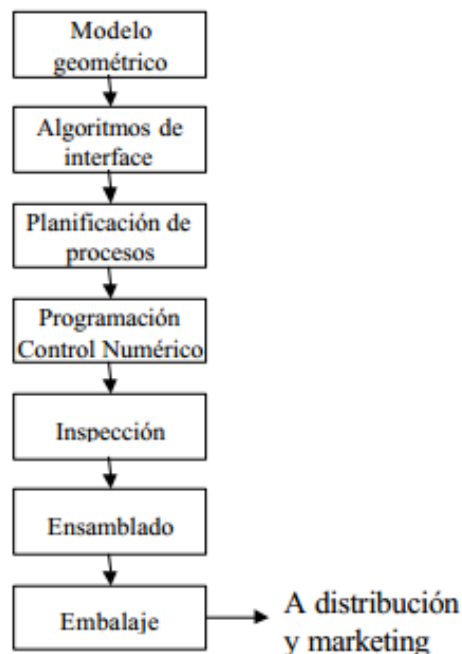 Modelo
geométrico
Algoritmos de
interface
Planificación de
procesos
Programación
Control Numérico
Inspección
Ensamblado
Embalaje
A distribución
y marketing